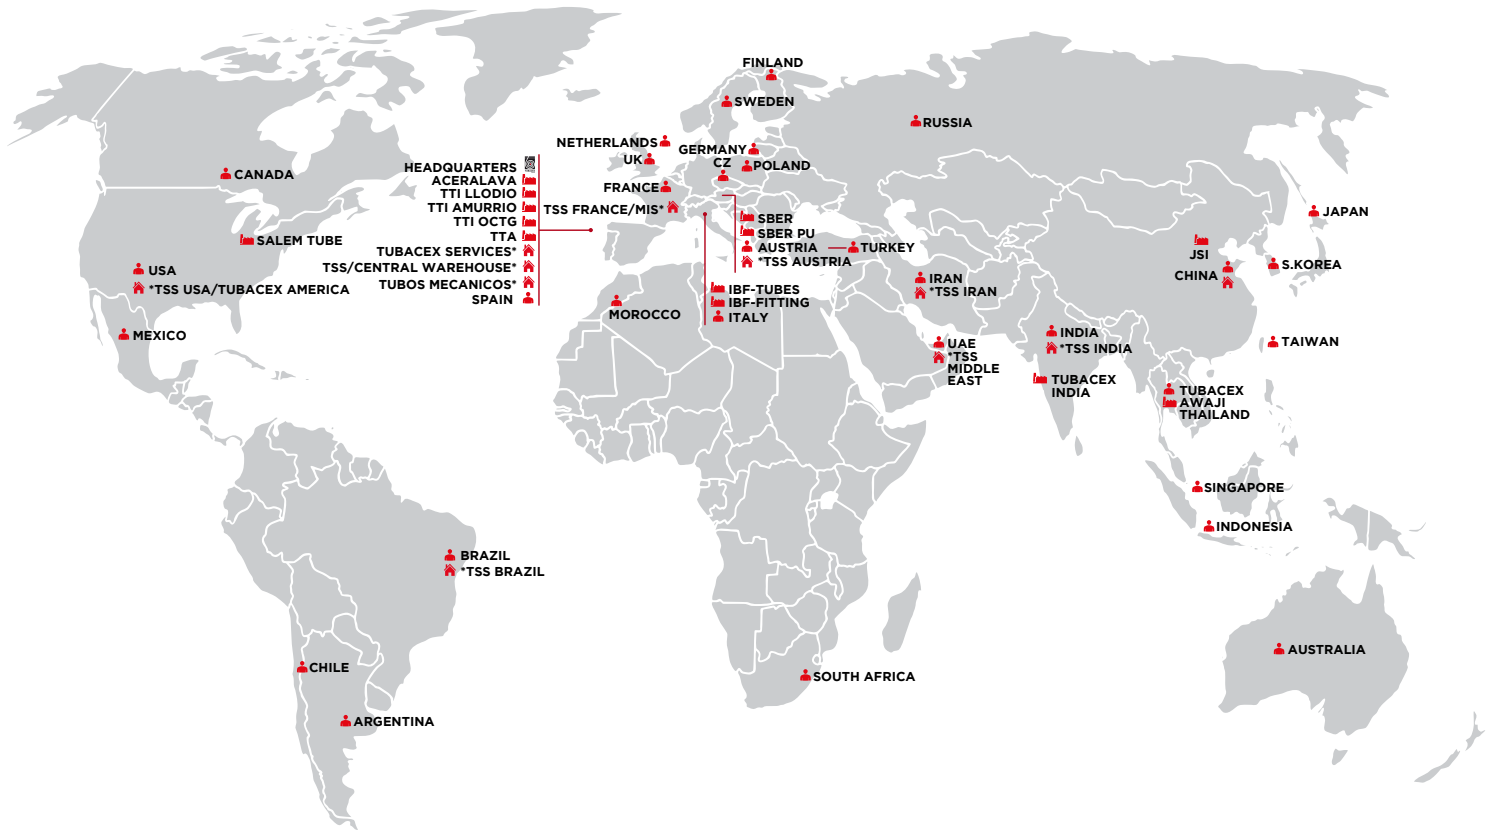 FINLAND
SWEDEN
RUSSIA
NETHERLANDS
UK
GERMANY
CZ
POLAND
FRANCE
TSS FRANCE/MIS*
HEADQUARTERS
ACERALAVA
TTI LLODIO
TTI AMURRIO
TTI OCTG
TTA
TUBACEX SERVICES*
TSS/CENTRAL WAREHOUSE*
TUBOS MECANICOS*
SPAIN
CANADA
SALEM TUBE
USA
*TSS USA/TUBACEX AMERICA
MEXICO
SBER
SBER PU
AUSTRIA
*TSS AUSTRIA
TURKEY
IBF-TUBES
IBF-FITTING
ITALY
MOROCCO
IRAN
*TSS IRAN
UAE
*TSS
MIDDLE
EAST
INDIA
*TSS INDIA
TUBACEX
INDIA
JSI
CHINA
JAPAN
S.KOREA
TAIWAN
TUBACEX
AWAJI
THAILAND
SINGAPORE
INDONESIA
BRAZIL
*TSS BRAZIL
CHILE
ARGENTINA
SOUTH AFRICA
AUSTRALIA